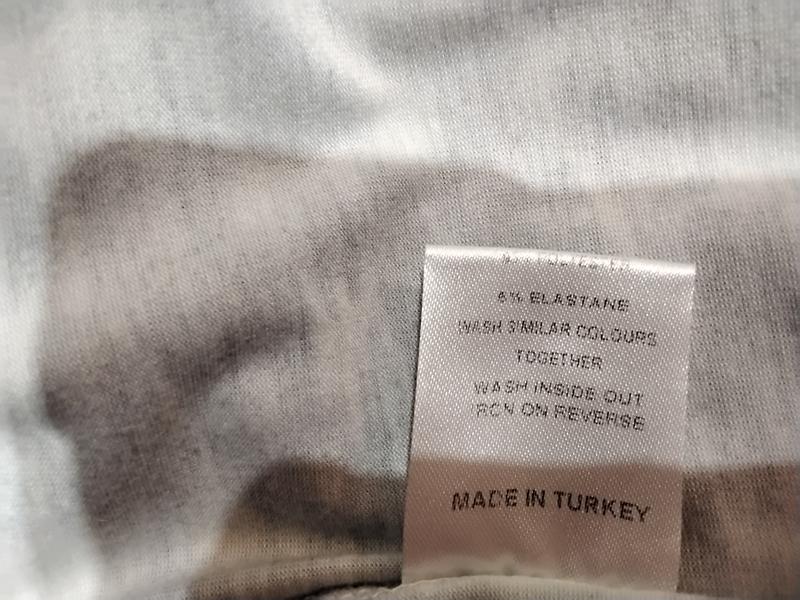 6% ELASTANE
WASH SIMILAR COLOURS
TOGETHER
WASH INSIDE OUT
IRON ON REVERSE
MADE IN TURKEY